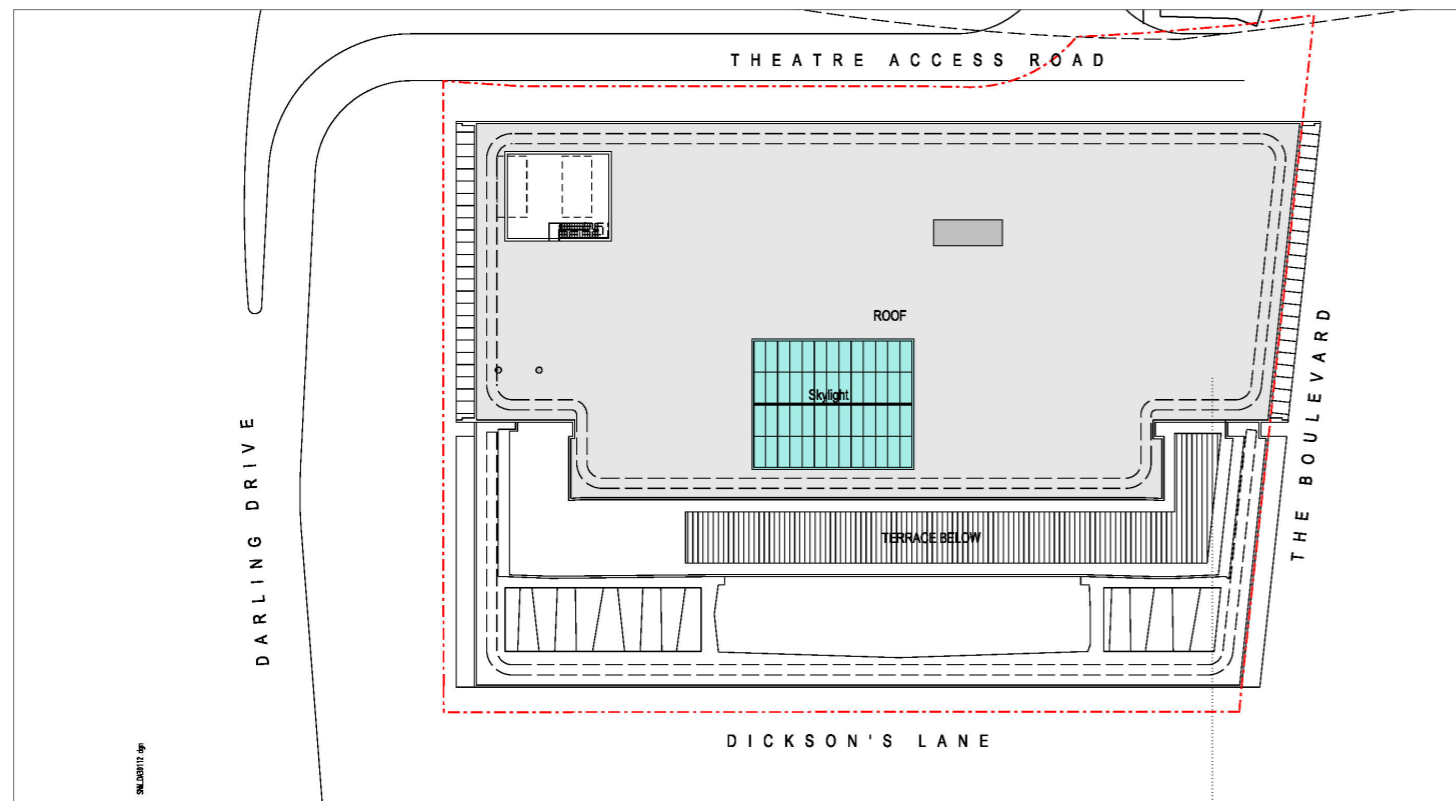 THEATRE ACCESS ROAD
ROOF
Skylight
THE BOULEVARD
DARLING DRIVE
TERRACE BELOW
DICKSON'S LANE